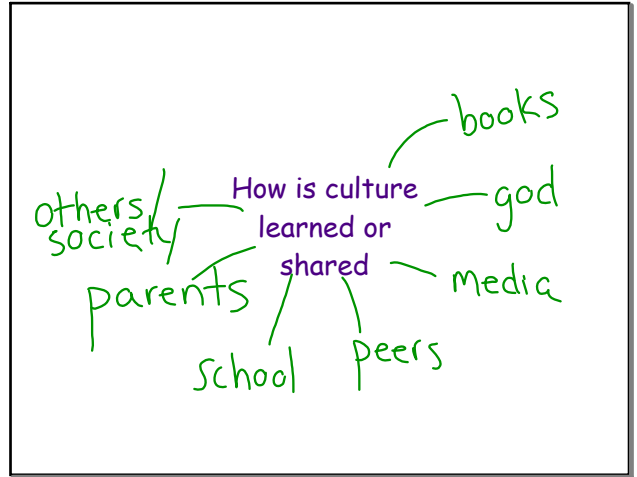 How is culture
learned or
shared
books
god
media
peers
school
parents
others/
society